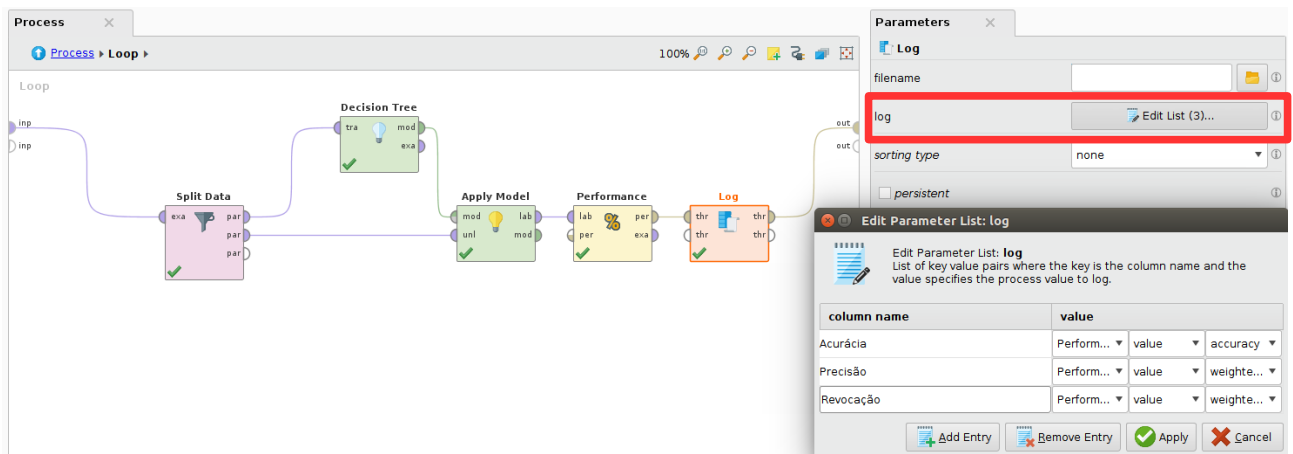 Process
Process Loop
100%
Loop
inp
inp
Split Data
exa par
par
par
Decision Tree
tra mod
exa
Apply Model
mod lab
unl mod
Performance
lab per
per exa
Log
thr thr
thr thr
out
out
Parameters
Log
filename
log Edit List (3)...
sorting type none
persistent
Edit Parameter List: log
Edit Parameter List: log
List of key value pairs where the key is the column name and the
value specifies the process value to log.
column name value
Acurácia Perform... value accuracy
Precisão Perform... value weighte...
Revocação Perform... value weighte...
Add Entry Remove Entry Apply Cancel